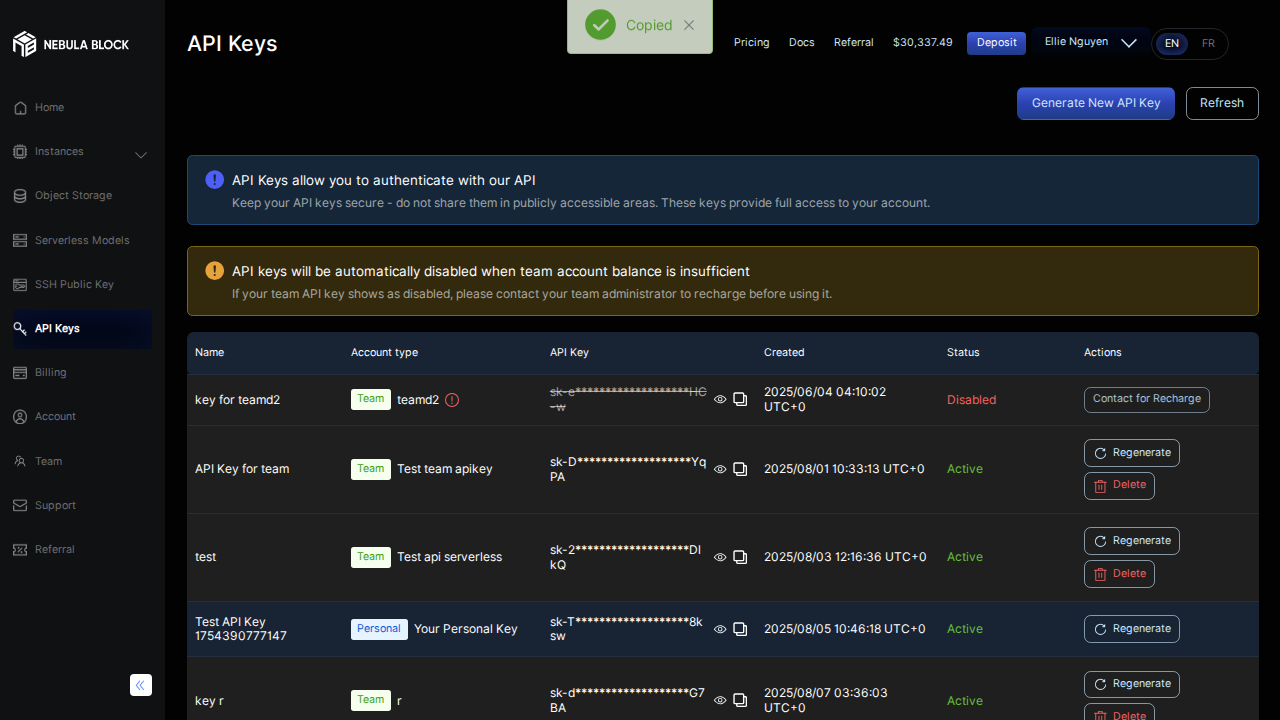 NEBULA BLOCK
Home
Instances
Object Storage
Serverless Models
SSH Public Key
API Keys
Billing
Account
Team
Support
Referral
API Keys
Copied
Pricing
Docs
Referral
$30,337.49
Deposit
Ellie Nguyen
EN
FR
Generate New API Key
Refresh
API Keys allow you to authenticate with our API
Keep your API keys secure - do not share them in publicly accessible areas. These keys provide full access to your account.
API keys will be automatically disabled when team account balance is insufficient
If your team API key shows as disabled, please contact your team administrator to recharge before using it.
Name Account type API Key Created Status Actions
key for teamd2
Team teamd2
sk-e*******************HC
-w
2025/06/04 04:10:02
UTC+0
Disabled
Contact for Recharge
API Key for team
Team Test team apikey
sk-D*******************Yq
PA
2025/08/01 10:33:13 UTC+0
Active
Regenerate
Delete
test
Team Test api serverless
sk-2*******************DI
kQ
2025/08/03 12:16:36 UTC+0
Active
Regenerate
Delete
Test API Key
1754390777147
Personal Your Personal Key
sk-T*******************8k
sw
2025/08/05 10:46:18 UTC+0
Active
Regenerate
key r
Team r
sk-d*******************G7
BA
2025/08/07 03:36:03
UTC+0
Active
Regenerate
Delete